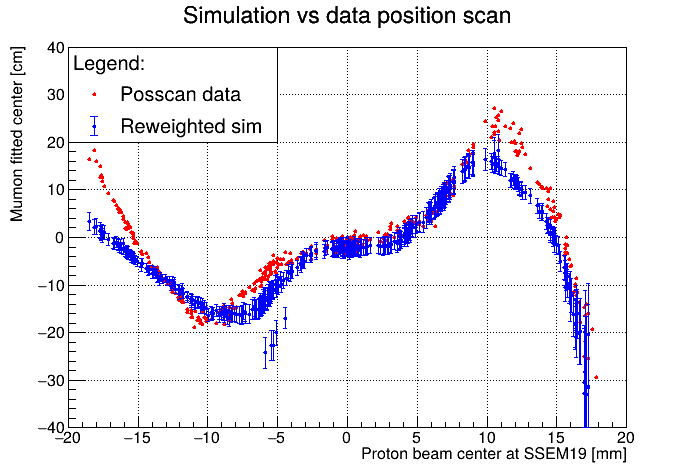 Simulation vs data position scan
Mumon fitted center [cm]
Legend:
Posscan data
Reweighted sim
40
30
20
10
0
−10
−20
−30
−40
−20 −15 −10 −5 0 5 10 15 20
Proton beam center at SSEM19 [mm]